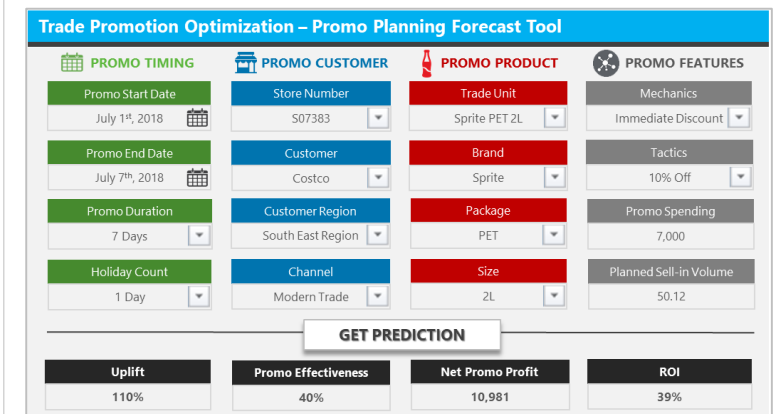 Trade Promotion Optimization – Promo Planning Forecast Tool
PROMO TIMING
PROMO CUSTOMER
PROMO PRODUCT
PROMO FEATURES
Promo Start Date
Store Number
Trade Unit
Mechanics
July 1st, 2018
S07383
Sprite PET 2L
Immediate Discount
Promo End Date
Customer
Brand
Tactics
July 7th, 2018
Costco
Sprite
10% Off
Promo Duration
Customer Region
Package
Promo Spending
7 Days
South East Region
PET
7,000
Holiday Count
Channel
Size
Planned Sell-in Volume
1 Day
Modern Trade
2L
50.12
GET PREDICTION
Uplift
Promo Effectiveness
Net Promo Profit
ROI
110%
40%
10,981
39%